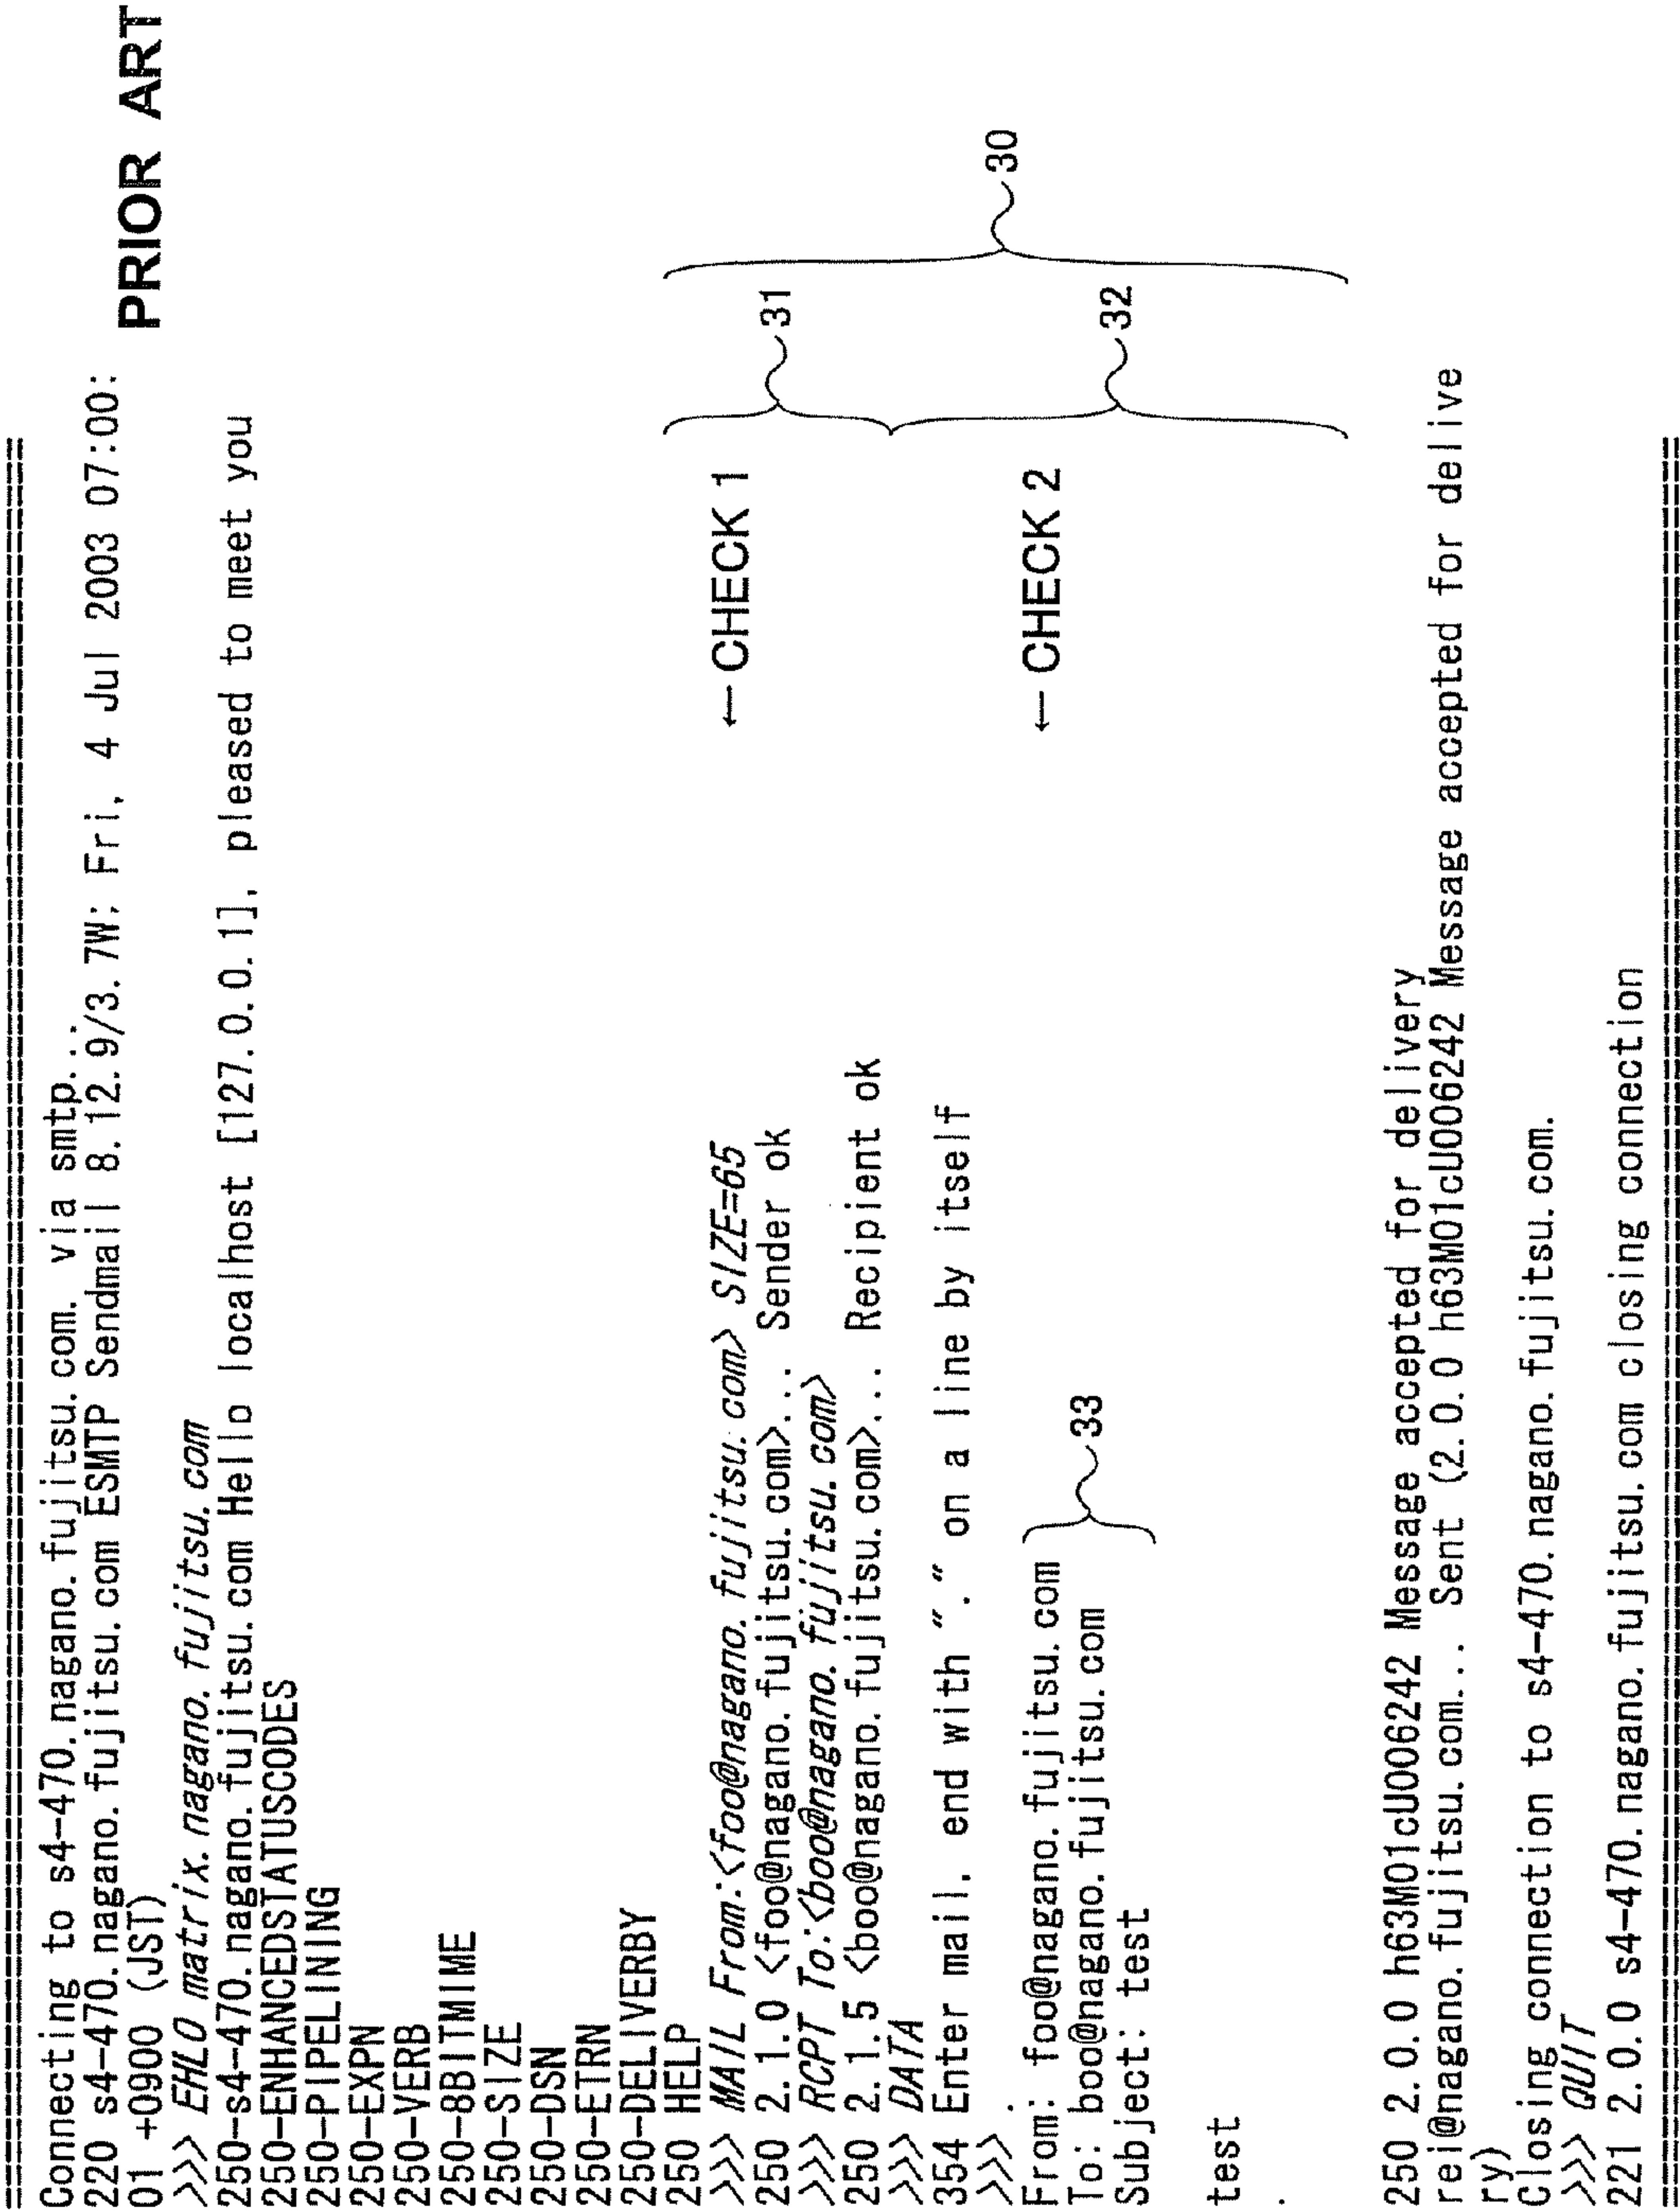 PRIOR ART
Connecting to s4-470.nagano.fujitsu.com. via smtp...
220 s4-470.nagano.fujitsu.com ESMTP Sendmail 8.12.9/3.7W; Fri, 4 Jul 2003 07:00:
01 +0900 (JST)
>>> EHLO matrix.nagano.fujitsu.com
250-s4-470.nagano.fujitsu.com Hello localhost [127.0.0.1], pleased to meet you
250-ENHANCEDSTATUSCODES
250-PIPELINING
250-EXPN
250-VERB
250-8BITMIME
250-SIZE
250-DSN
250-ETRN
250-DELIVERBY
250 HELP
>>> MAIL From:<foo@nagano.fujitsu.com> SIZE=65 ← CHECK 1
250 2.1.0 <foo@nagano.fujitsu.com>... Sender ok 31
>>> RCPT To:<boo@nagano.fujitsu.com>
250 2.1.5 <boo@nagano.fujitsu.com>... Recipient ok
>>> DATA
354 Enter mail, end with "." on a line by itself
>>> 30
From: foo@nagano.fujitsu.com ← CHECK 2
To: boo@nagano.fujitsu.com 33
Subject: test 32

test
.

250 2.0.0 h63M01cU006242 Message accepted for delivery
rei@nagano.fujitsu.com... Sent (2.0.0 h63M01cU006242 Message accepted for delive
ry)
Closing connection to s4-470.nagano.fujitsu.com.
>>> QUIT
221 2.0.0 s4-470.nagano.fujitsu.com closing connection